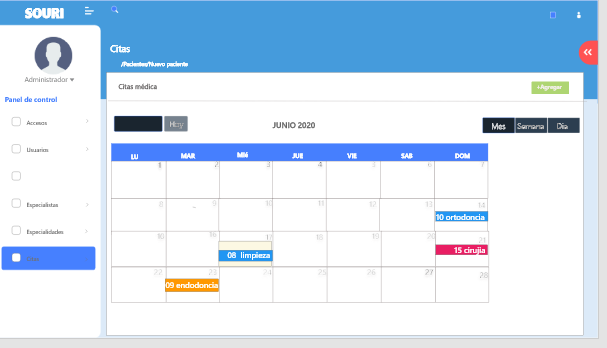 SOURI
Citas
/Pacientes/Nuevo paciente
Administrador
Panel de control
Accesos
Usuarios
Especialistas
Especialidades
Citas médica
+Agregar
Hoy
JUNIO 2020
Mes Semana Día
LU MAR MIN JUE VIE SAB DOM
1 2 3 4 5 6 7
8 9 10 11 12 13 14
10 ortodoncia
10 16 17 18 19 20 21
08 limpieza
15 cirujia
22 23 24 25 26 27 28
09 endodoncia